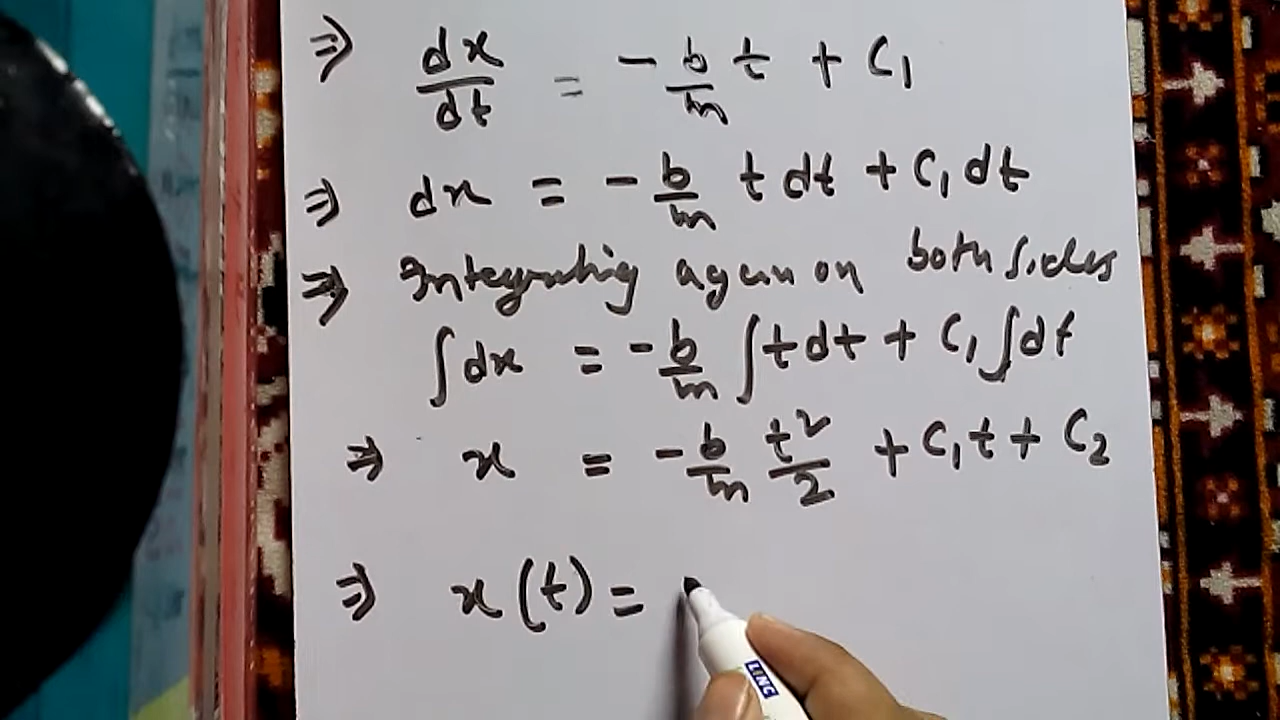 ⇒ dx/dt = - b/m t + C₁
⇒ dx = - b/m t dt + C₁ dt
⇒ Integrating again on both sides
∫dx = - b/m ∫t dt + C₁ ∫dt
⇒ x = - b/m t²/2 + C₁t + C₂
⇒ x(t) =
LINC